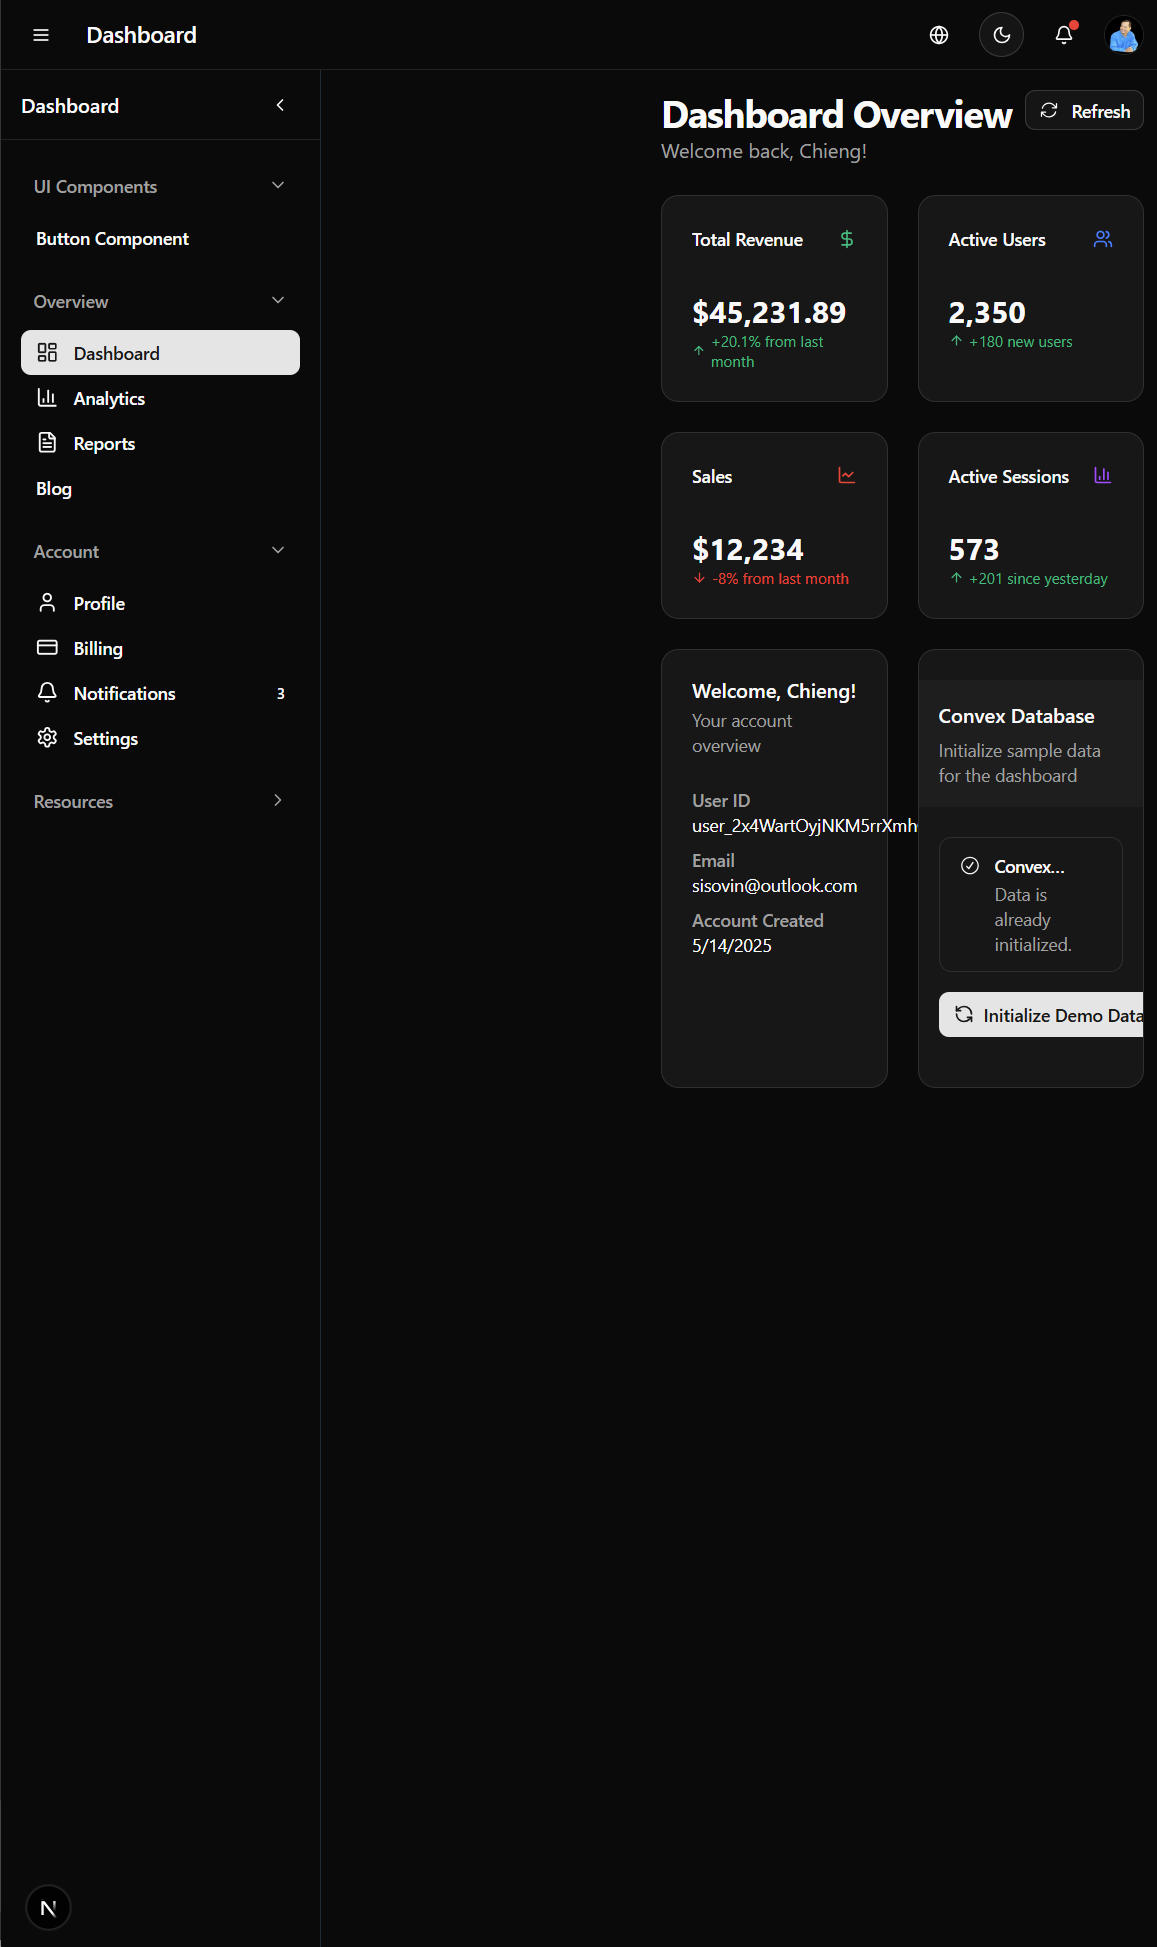 Dashboard
Dashboard
UI Components
Button Component
Overview
Dashboard
Analytics
Reports
Blog
Account
Profile
Billing
Notifications 3
Settings
Resources
N
Dashboard Overview
Refresh
Welcome back, Chieng!
Total Revenue
$45,231.89
+20.1% from last
month
Active Users
2,350
+180 new users
Sales
$12,234
-8% from last month
Active Sessions
573
+201 since yesterday
Welcome, Chieng!
Your account
overview
User ID
user_2x4WartOyjNKM5rrXmh
Email
sisovin@outlook.com
Account Created
5/14/2025
Convex Database
Initialize sample data
for the dashboard
Convex...
Data is
already
initialized.
Initialize Demo Data